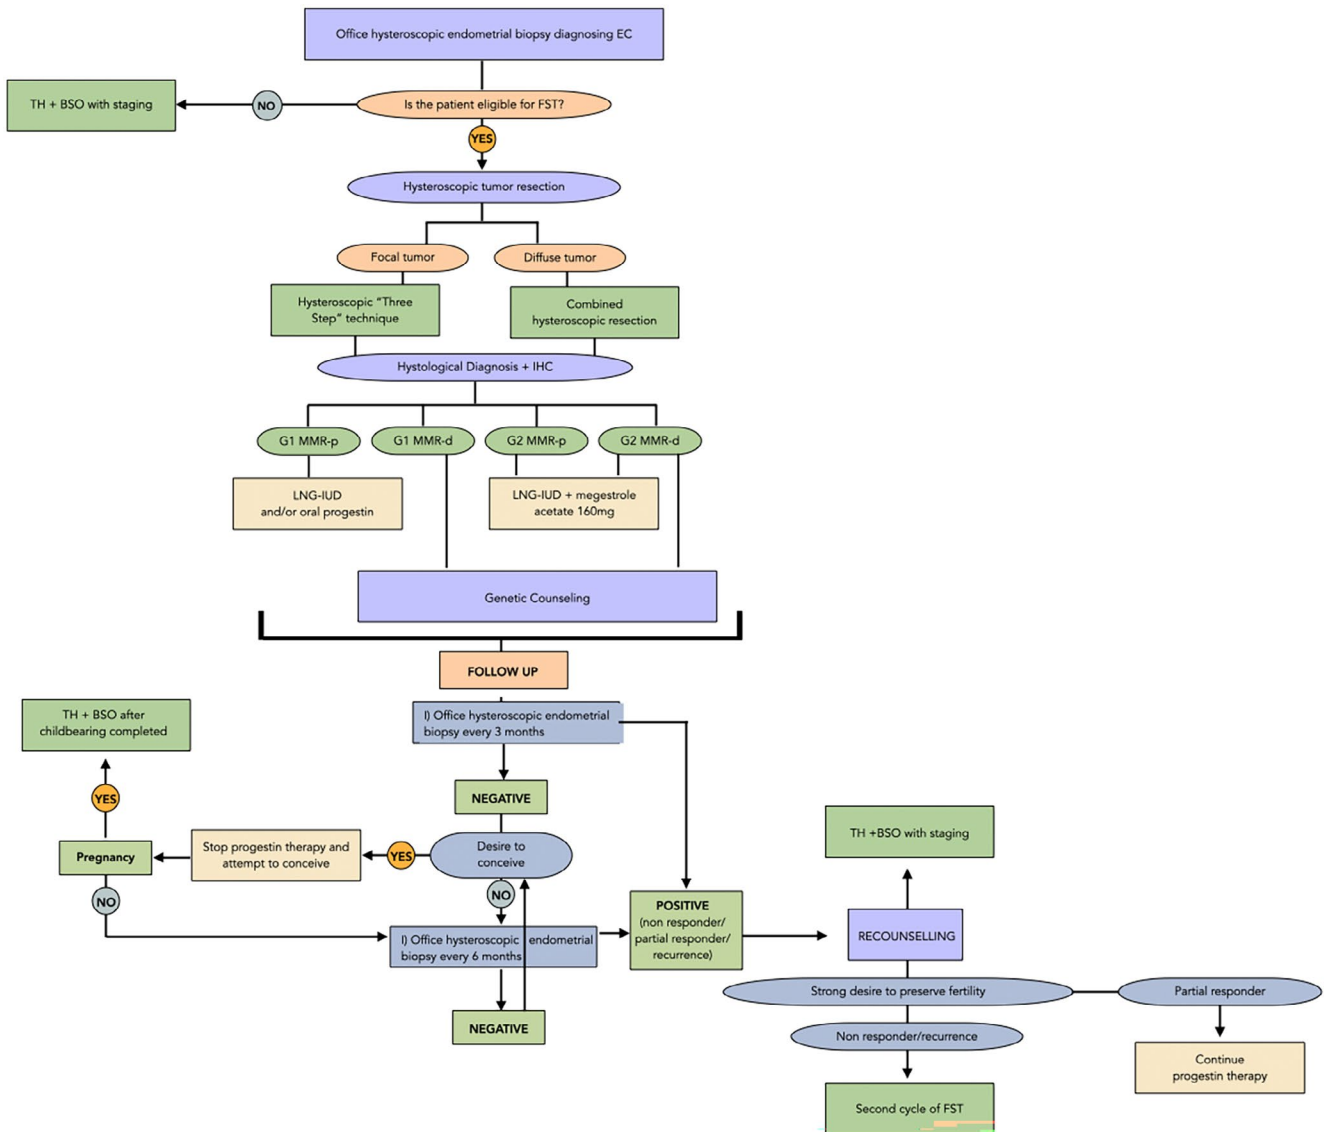 Office hysteroscopic endometrial biopsy diagnosing EC
TH + BSO with staging
NO
Is the patient eligible for FST?
YES
Hysteroscopic tumor resection
Focal tumor
Diffuse tumor
Hysteroscopic “Three
Step” technique
Combined
hysteroscopic resection
Hystological Diagnosis + IHC
G1 MMR-p
G1 MMR-d
G2 MMR-p
G2 MMR-d
LNG-IUD
and/or oral progestin
LNG-IUD + megestrole
acetate 160mg
Genetic Counseling
FOLLOW UP
I) Office hysteroscopic endometrial
biopsy every 3 months
TH + BSO after
childbearing completed
YES
NEGATIVE
Pregnancy
Stop progestin therapy and
attempt to conceive
YES
Desire to
conceive
NO
NO
I) Office hysteroscopic endometrial
biopsy every 6 months
NEGATIVE
POSITIVE
(non responder/
partial responder/
recurrence)
TH +BSO with staging
RECOUNSELLING
Strong desire to preserve fertility
Partial responder
Non responder/recurrence
Continue
progestin therapy
Second cycle of FST